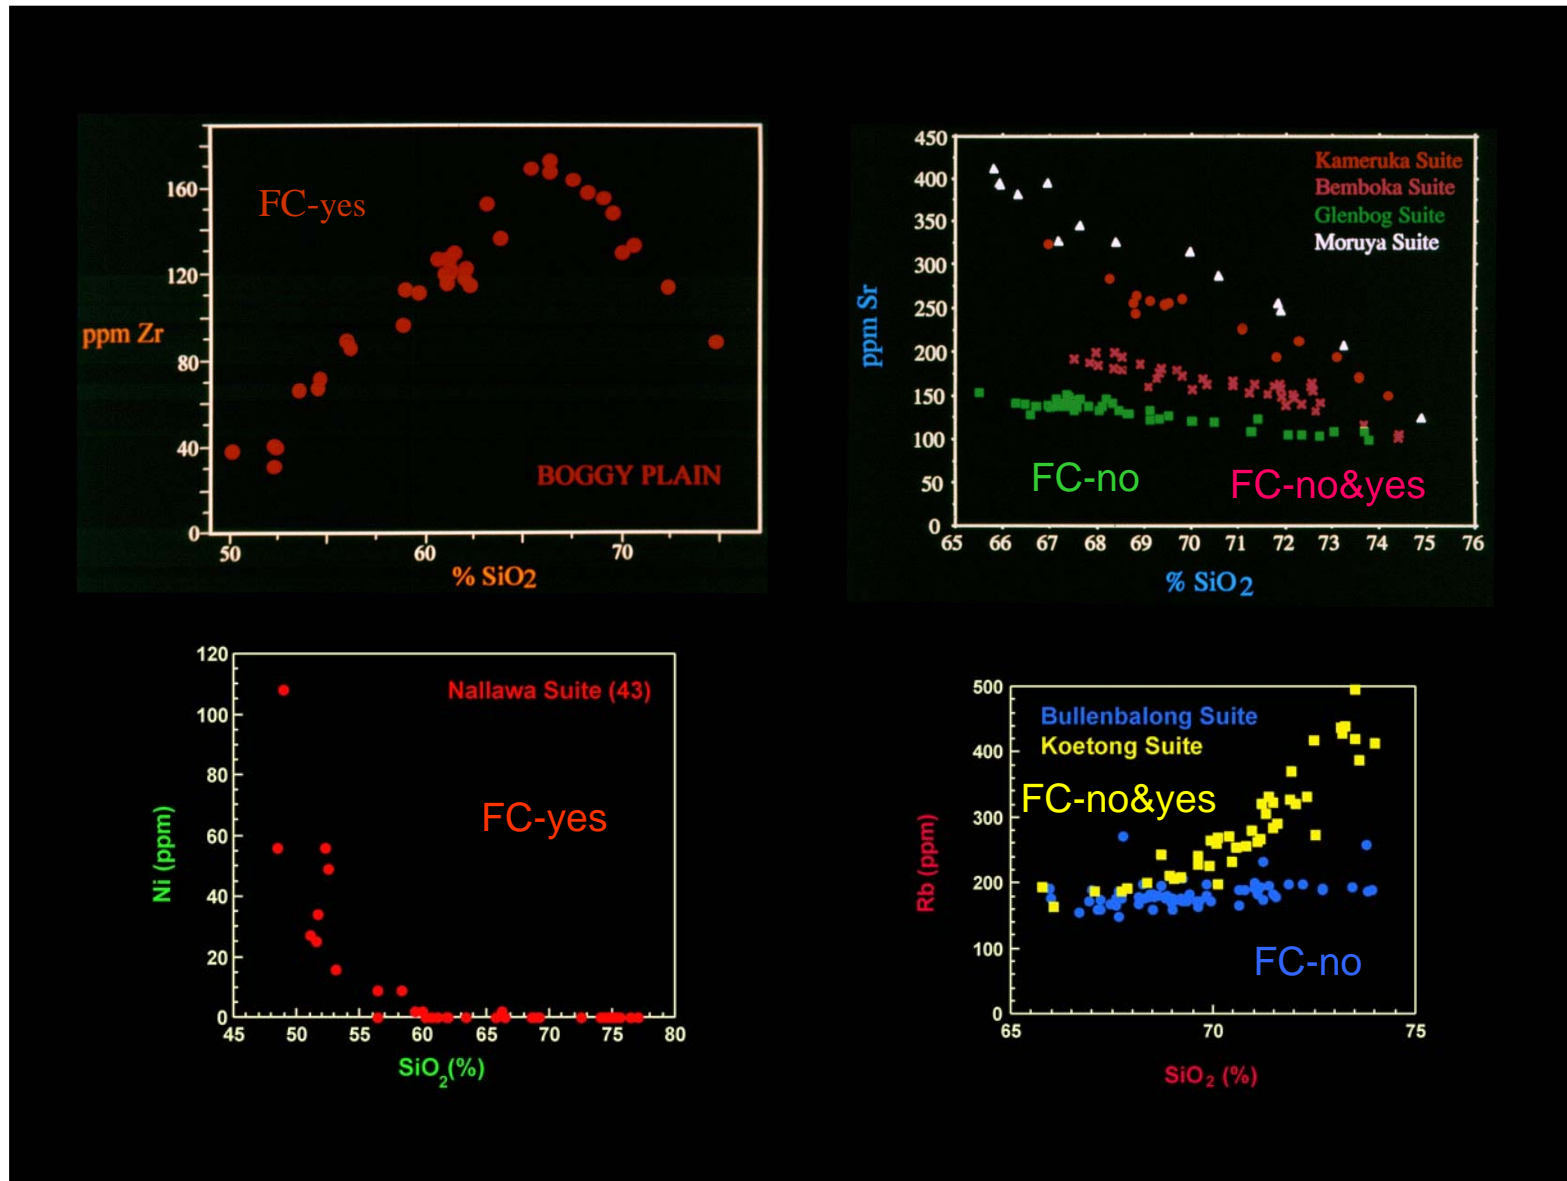 160
120
80
40
0
ppm Zr
FC-yes
BOGGY PLAIN
50 60 70
% SiO2
450
400
350
300
250
200
150
100
50
0
ppm Sr
Kameruka Suite
Bemboka Suite
Glenbog Suite
Moruya Suite
FC-no FC-no&yes
65 66 67 68 69 70 71 72 73 74 75 76
% SiO2
120
100
80
60
40
20
0
Ni (ppm)
Nallawa Suite (43)
FC-yes
45 50 55 60 65 70 75 80
SiO2(%)
500
400
300
200
100
0
Rb (ppm)
Bullenbalong Suite
Koetong Suite
FC-no&yes
FC-no
65 70 75
SiO2 (%)